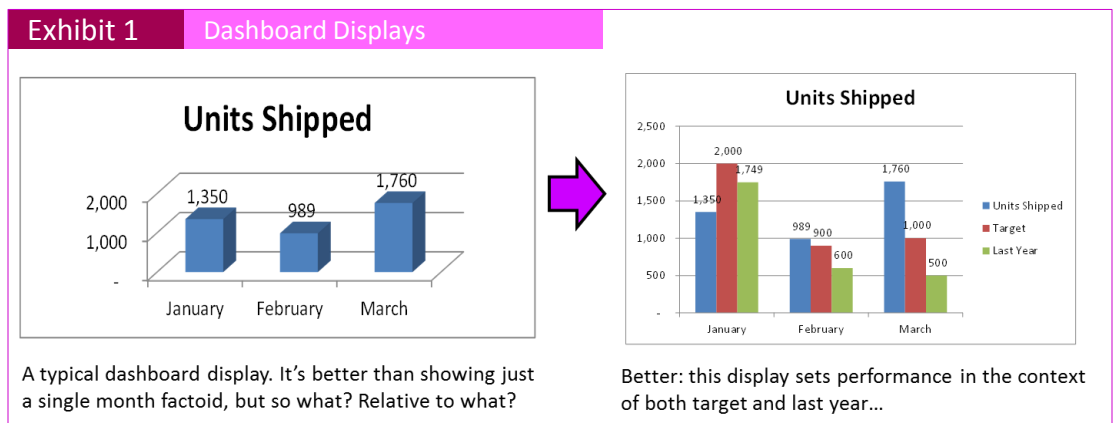 Exhibit 1
Dashboard Displays
Units Shipped
2,000
1,000
-
1,350
989
1,760
January
February
March
A typical dashboard display. It’s better than showing just
a single month factoid, but so what? Relative to what?
Units Shipped
2,500
2,000
1,500
1,000
500
-
1,350
2,000
1,749
989
900
600
1,760
1,000
500
January
February
March
Units Shipped
Target
Last Year
Better: this display sets performance in the context
of both target and last year…